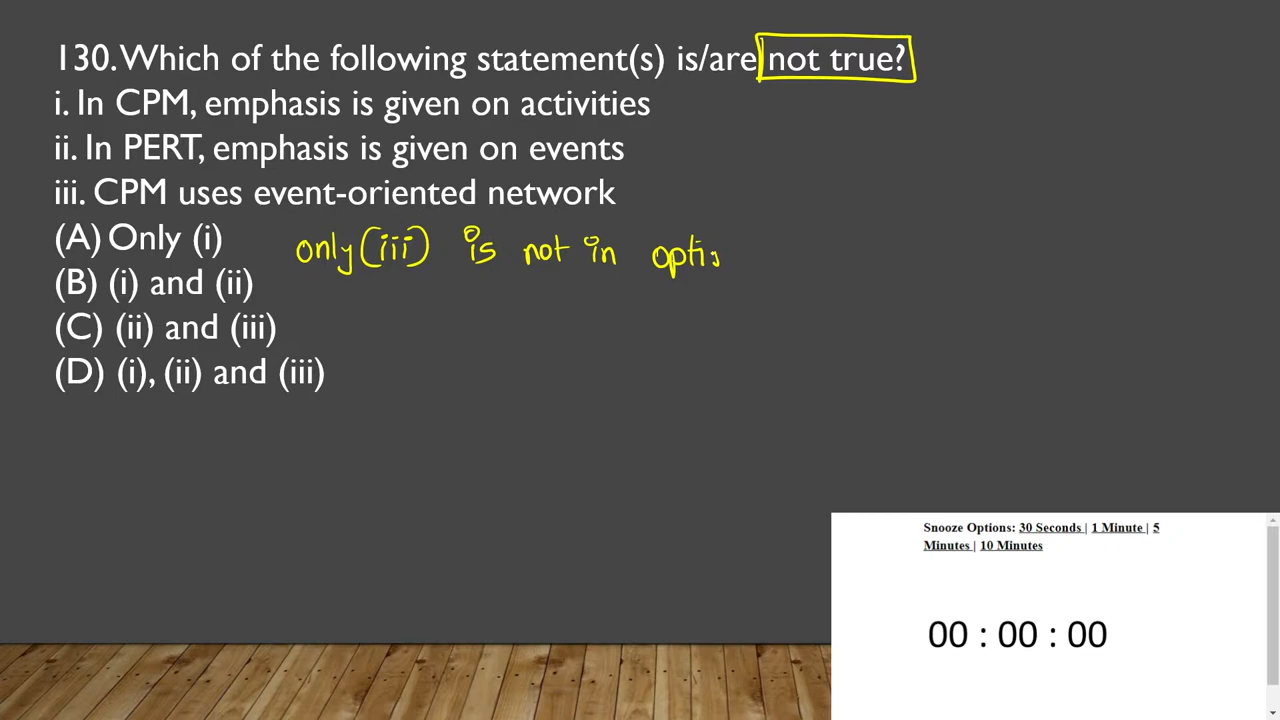 130. Which of the following statement(s) is/are not true?
i. In CPM, emphasis is given on activities
ii. In PERT, emphasis is given on events
iii. CPM uses event-oriented network
(A) Only (i)
only (iii) is not in opti
(B) (i) and (ii)
(C) (ii) and (iii)
(D) (i), (ii) and (iii)
Snooze Options: 30 Seconds | 1 Minute | 5
Minutes | 10 Minutes
00 : 00 : 00